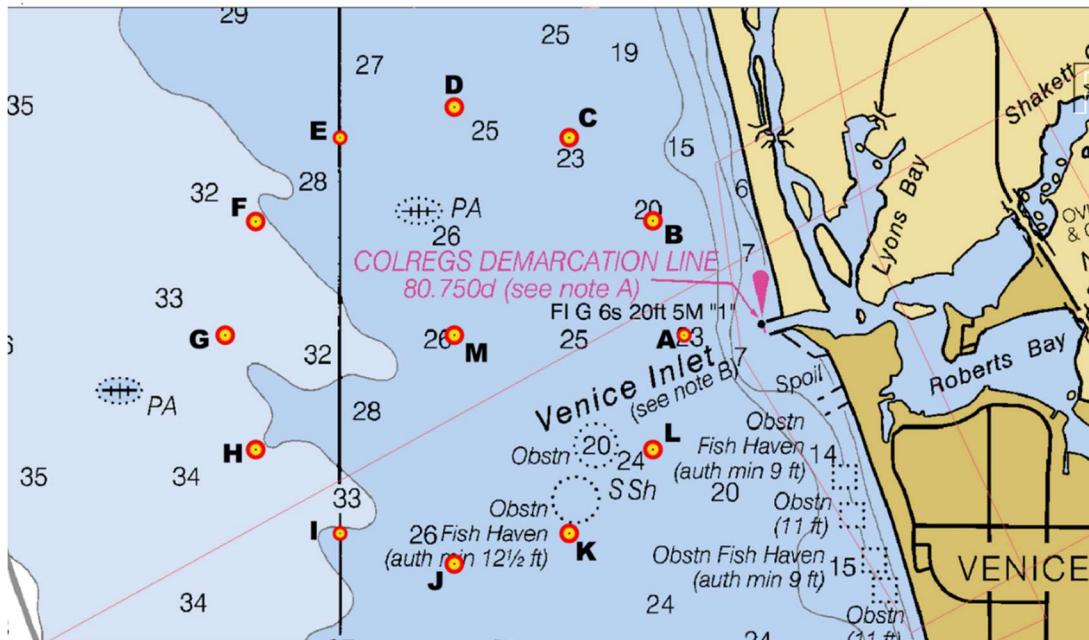 29
25
19
27
35
D
E
25
C
23
15
Shakett
28
6
32
F
PA
20
B
26
7
Lyons Bay
COLREGS DEMARCATION LINE
80.750d (see note A)
33
Fl G 6s 20ft 5M "1"
G
26
M
25
A
23
32
7
Roberts Bay
Venice Inlet
(see note B)
Spoil
PA
28
Obstn
Fish Haven
(auth min 9 ft)
14
20
Obstn
24
L
H
34
35
S Sh
20
33
Obstn
Obstn
(11 ft)
I
26
Fish Haven
(auth min 12½ ft)
K
J
Obstn Fish Haven
(auth min 9 ft)
15
VENICE
34
24
Obstn
(11 ft)
24